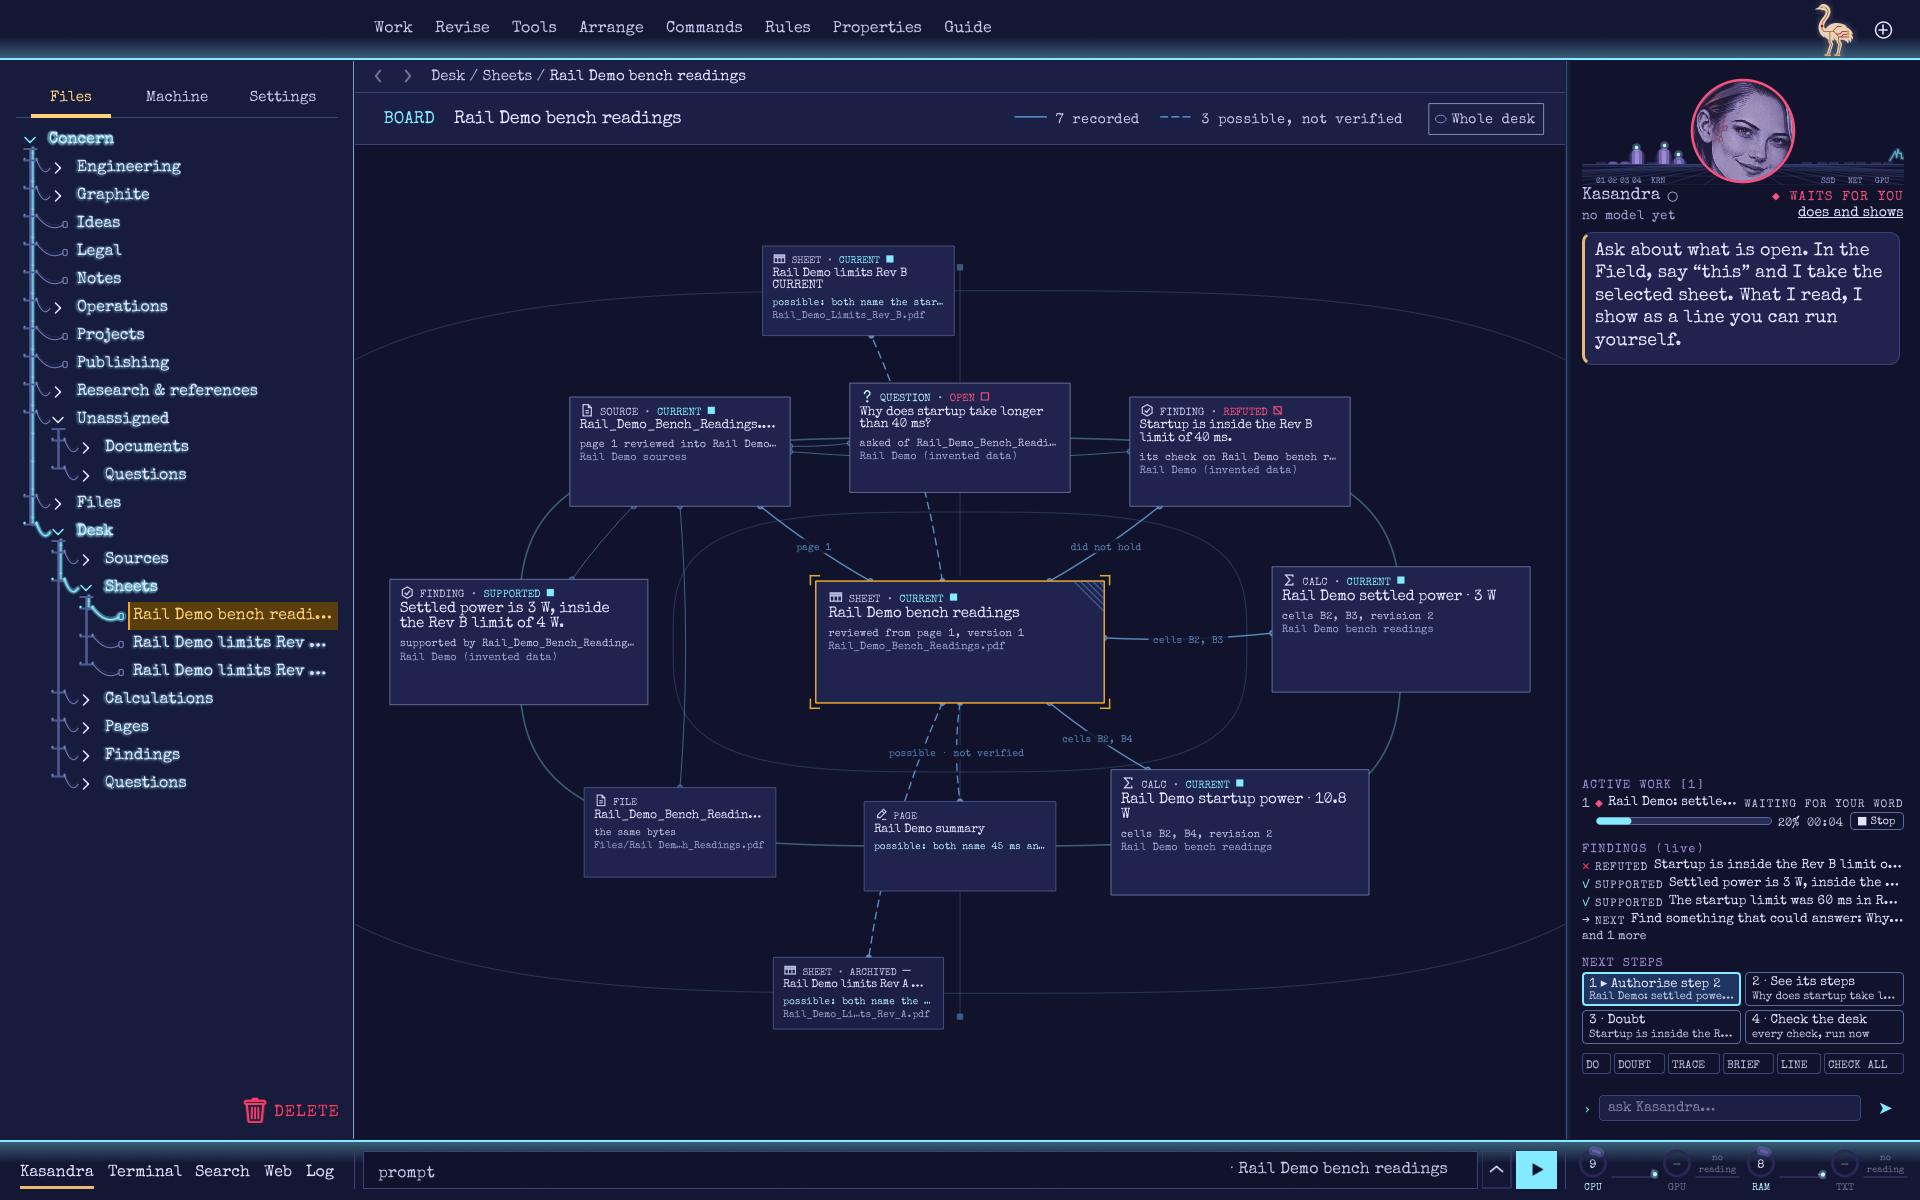 Work Revise Tools Arrange Commands Rules Properties Guide
Files Machine Settings
Concern
Engineering
Graphite
Ideas
Legal
Notes
Operations
Projects
Publishing
Research & references
Unassigned
Documents
Questions
Files
Desk
Sources
Sheets
Rail Demo bench readi...
Rail Demo limits Rev ...
Rail Demo limits Rev ...
Calculations
Pages
Findings
Questions
DELETE
Desk / Sheets / Rail Demo bench readings
BOARD Rail Demo bench readings
7 recorded
3 possible, not verified
Whole desk
SHEET · CURRENT
Rail Demo limits Rev B
CURRENT
possible: both name the star…
Rail_Demo_Limits_Rev_B.pdf
SOURCE · CURRENT
Rail_Demo_Bench_Readings....
page 1 reviewed into Rail Demo…
Rail Demo sources
QUESTION · OPEN
Why does startup take longer
than 40 ms?
asked of Rail_Demo_Bench_Readi…
Rail Demo (invented data)
FINDING · REFUTED
Startup is inside the Rev B
limit of 40 ms.
its check on Rail Demo bench r…
Rail Demo (invented data)
page 1
did not hold
FINDING · SUPPORTED
Settled power is 3 W, inside
the Rev B limit of 4 W.
supported by Rail_Demo_Bench_Reading…
Rail Demo (invented data)
SHEET · CURRENT
Rail Demo bench readings
reviewed from page 1, version 1
Rail_Demo_Bench_Readings.pdf
cells B2, B3
CALC · CURRENT
Rail Demo settled power · 3 W
cells B2, B3, revision 2
Rail Demo bench readings
possible · not verified
cells B2, B4
FILE
Rail_Demo_Bench_Readin...
the same bytes
Files/Rail Dem…h_Readings.pdf
PAGE
Rail Demo summary
possible: both name 45 ms an…
CALC · CURRENT
Rail Demo startup power · 10.8
W
cells B2, B4, revision 2
Rail Demo bench readings
SHEET · ARCHIVED
Rail Demo limits Rev A ...
possible: both name the …
Rail_Demo_Li…ts_Rev_A.pdf
01 02 03 04 KRN SSD NET GPU
Kasandra
WAITS FOR YOU
no model yet
does and shows
Ask about what is open. In the
Field, say “this” and I take the
selected sheet. What I read, I
show as a line you can run
yourself.
ACTIVE WORK [1]
1 Rail Demo: settle... WAITING FOR YOUR WORD
20% 00:04 Stop
FINDINGS (live)
REFUTED Startup is inside the Rev B limit o...
SUPPORTED Settled power is 3 W, inside the ...
SUPPORTED The startup limit was 60 ms in R...
→ NEXT Find something that could answer: Why...
and 1 more
NEXT STEPS
1 ▸ Authorise step 2
Rail Demo: settled powe...
2 · See its steps
Why does startup take l...
3 · Doubt
Startup is inside the R...
4 · Check the desk
every check, run now
DO DOUBT TRACE BRIEF LINE CHECK ALL
› ask Kasandra...
Kasandra Terminal Search Web Log
prompt
· Rail Demo bench readings
9 CPU
— GPU
no reading
8 RAM
— TXT
no reading